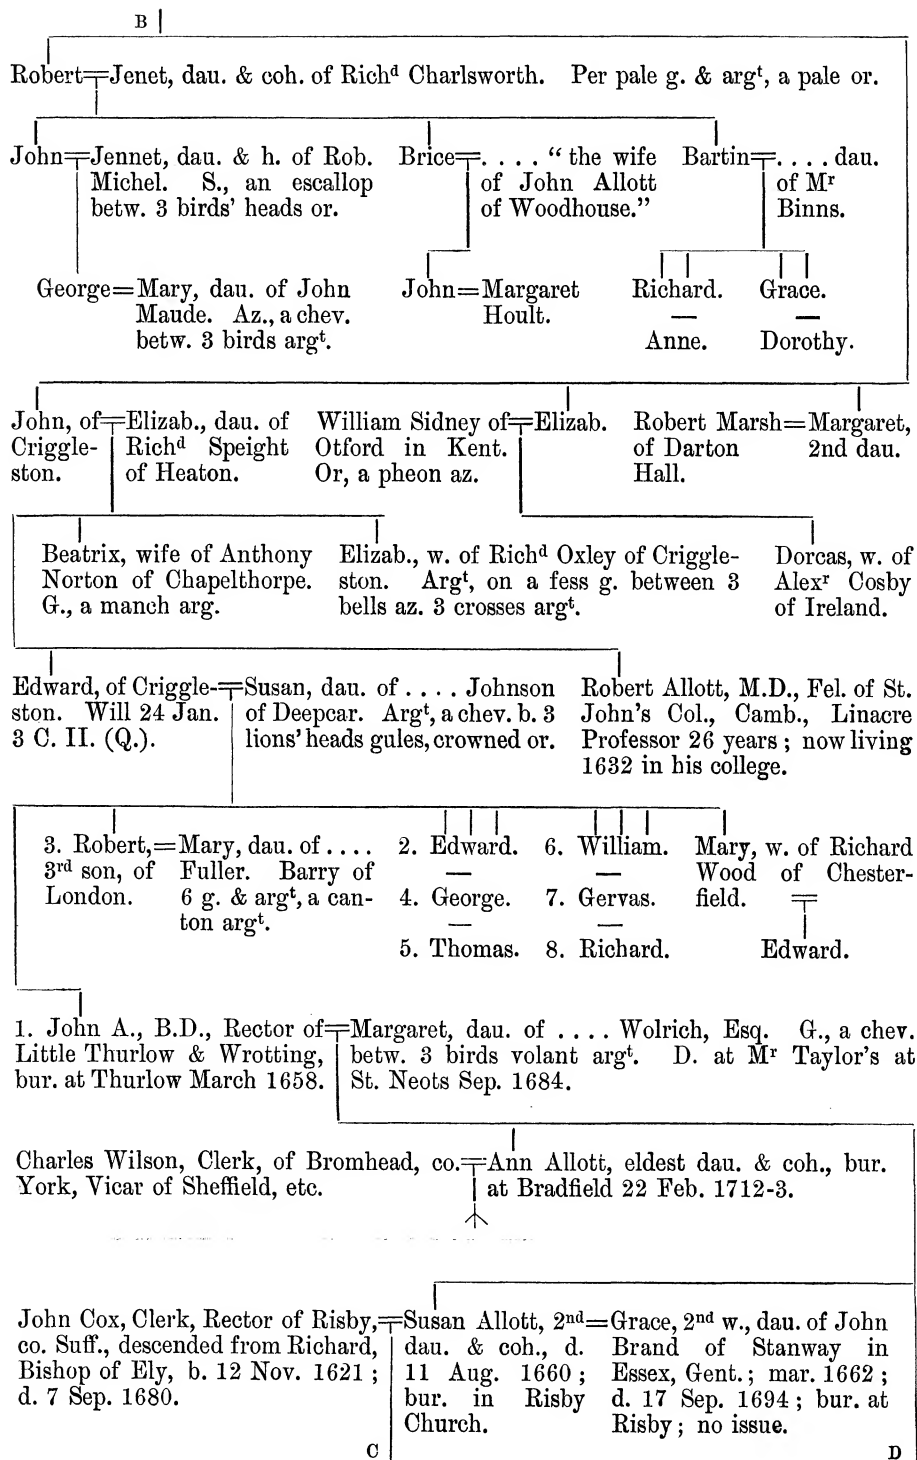 B
Robert=Jenet, dau. & coh. of Richᵈ Charlsworth. Per pale g. & argᵗ, a pale or.
John=Jennet, dau. & h. of Rob.
Michel. S., an escallop
betw. 3 birds' heads or.
Brice=. . . . "the wife
of John Allott
of Woodhouse."
Bartin=. . . . dau.
of Mʳ
Binns.
George=Mary, dau. of John
Maude. Az., a chev.
betw. 3 birds argᵗ.
John=Margaret
Hoult.
Richard.
—
Anne.
Grace.
—
Dorothy.
John, of=Elizab., dau. of
Criggle- Richᵈ Speight
ston. of Heaton.
William Sidney of=Elizab.
Otford in Kent.
Or, a pheon az.
Robert Marsh=Margaret,
of Darton 2nd dau.
Hall.
Beatrix, wife of Anthony
Norton of Chapelthorpe.
G., a manch arg.
Elizab., w. of Richᵈ Oxley of Criggle-
ston. Argᵗ, on a fess g. between 3
bells az. 3 crosses argᵗ.
Dorcas, w. of
Alexʳ Cosby
of Ireland.
Edward, of Criggle-=Susan, dau. of . . . . Johnson
ston. Will 24 Jan. of Deepcar. Argᵗ, a chev. b. 3
3 C. II. (Q.). lions' heads gules, crowned or.
Robert Allott, M.D., Fel. of St.
John's Col., Camb., Linacre
Professor 26 years; now living
1632 in his college.
3. Robert,=Mary, dau. of . . . .
3ʳᵈ son, of Fuller. Barry of
London. 6 g. & argᵗ, a can-
ton argᵗ.
2. Edward.
—
4. George.
—
5. Thomas.
6. William.
—
7. Gervas.
—
8. Richard.
Mary, w. of Richard
Wood of Chester-
field.
Edward.
1. John A., B.D., Rector of=Margaret, dau. of . . . . Wolrich, Esq. G., a chev.
Little Thurlow & Wrotting, betw. 3 birds volant argᵗ. D. at Mʳ Taylor's at
bur. at Thurlow March 1658. St. Neots Sep. 1684.
Charles Wilson, Clerk, of Bromhead, co.=Ann Allott, eldest dau. & coh., bur.
York, Vicar of Sheffield, etc. at Bradfield 22 Feb. 1712-3.
John Cox, Clerk, Rector of Risby,=Susan Allott, 2ⁿᵈ=Grace, 2ⁿᵈ w., dau. of John
co. Suff., descended from Richard, dau. & coh., d. Brand of Stanway in
Bishop of Ely, b. 12 Nov. 1621; 11 Aug. 1660; Essex, Gent.; mar. 1662;
d. 7 Sep. 1680. bur. in Risby d. 17 Sep. 1694; bur. at
Church. Risby; no issue.
C D